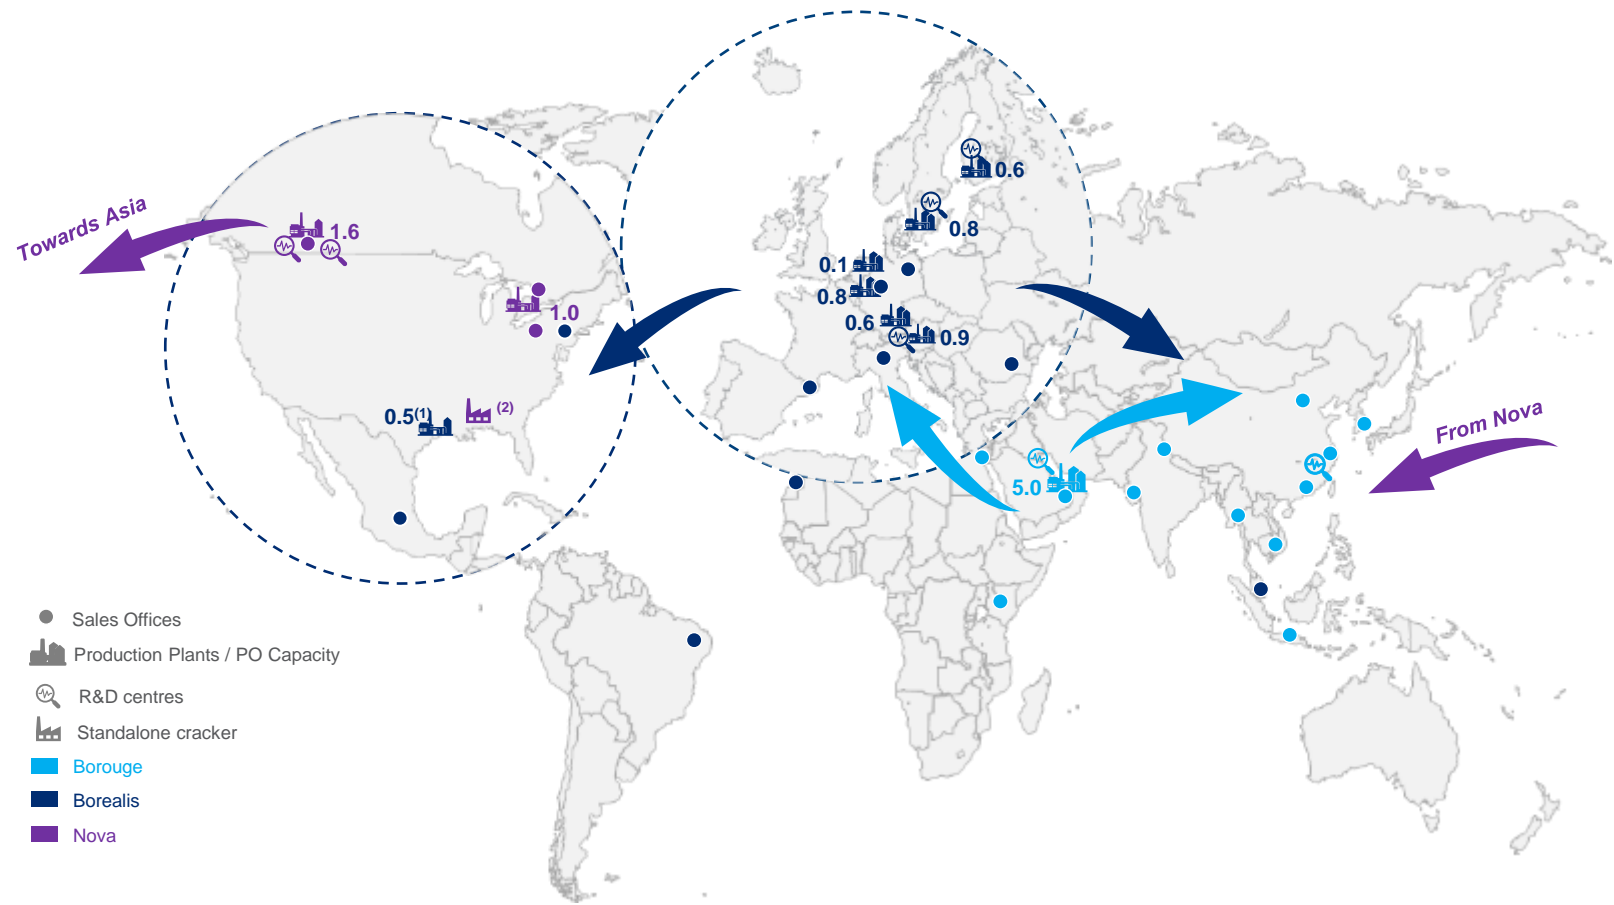 Towards Asia
1.6
1.0
0.5(1)
(2)
0.6
0.8
0.1
0.8
0.6
0.9
5.0
From Nova
Sales Offices
Production Plants / PO Capacity
R&D centres
Standalone cracker
Borouge
Borealis
Nova